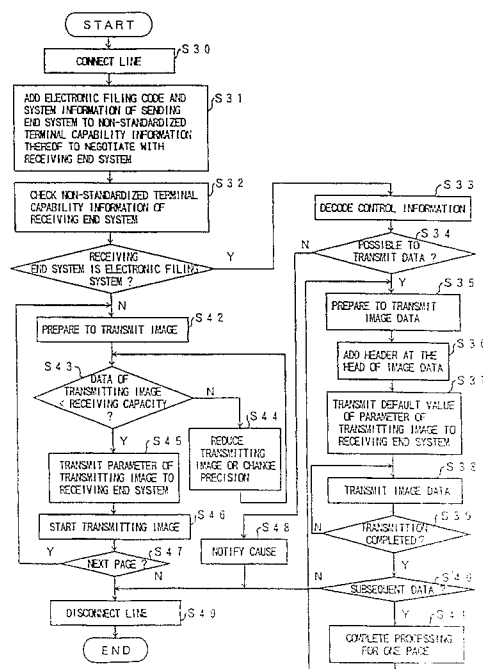 START
CONNECT LINE
S30
ADD ELECTRONIC FILING CODE AND
SYSTEM INFORMATION OF SENDING
END SYSTEM TO NON-STANDARDIZED
TERMINAL CAPABILITY INFORMATION
THEREOF TO NEGOTIATE WITH
RECEIVING END SYSTEM
S31
CHECK NON-STANDARDIZED TERMINAL
CAPABILITY INFORMATION OF
RECEIVING END SYSTEM
S32
RECEIVING
END SYSTEM IS ELECTRONIC FILING
SYSTEM ?
Y
N
PREPARE TO TRANSMIT IMAGE
S42
S43
DATA OF
TRANSMITTING IMAGE
< RECEIVING CAPACITY
?
N
Y
REDUCE
TRANSMITTING
IMAGE OR CHANGE
PRECISION
S44
TRANSMIT PARAMETER OF
TRANSMITTING IMAGE TO
RECEIVING END SYSTEM
S45
START TRANSMITTING IMAGE
S46
NEXT PAGE ?
S47
Y
N
NOTIFY CAUSE
S48
DISCONNECT LINE
S49
END
DECODE CONTROL INFORMATION
S33
POSSIBLE TO
TRANSMIT DATA ?
S34
N
Y
PREPARE TO TRANSMIT
IMAGE DATA
S35
ADD HEADER AT THE
HEAD OF IMAGE DATA
S36
TRANSMIT DEFAULT VALUE
OF PARAMETER OF
TRANSMITTING IMAGE TO
RECEIVING END SYSTEM
S37
TRANSMIT IMAGE DATA
S38
TRANSMITTION
COMPLETED ?
S39
N
Y
SUBSEQUENT DATA ?
S40
N
Y
COMPLETE PROCESSING
FOR ONE PAGE
S41